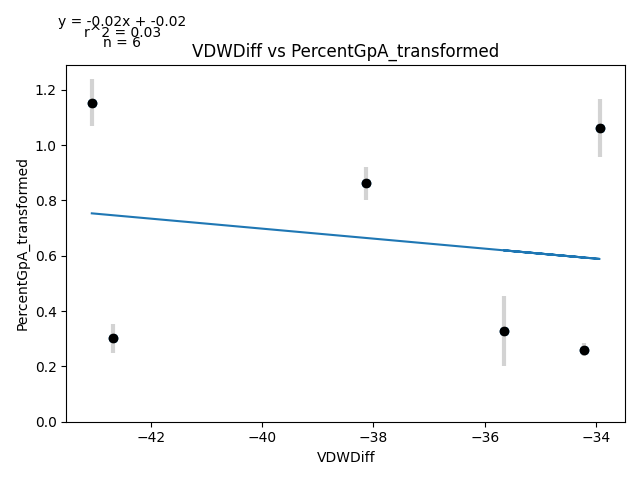 y = -0.02x + -0.02
r^2 = 0.03
n = 6
VDWDiff vs PercentGpA_transformed
PercentGpA_transformed
1.2
1.0
0.8
0.6
0.4
0.2
0.0
−42
−40
−38
−36
−34
VDWDiff